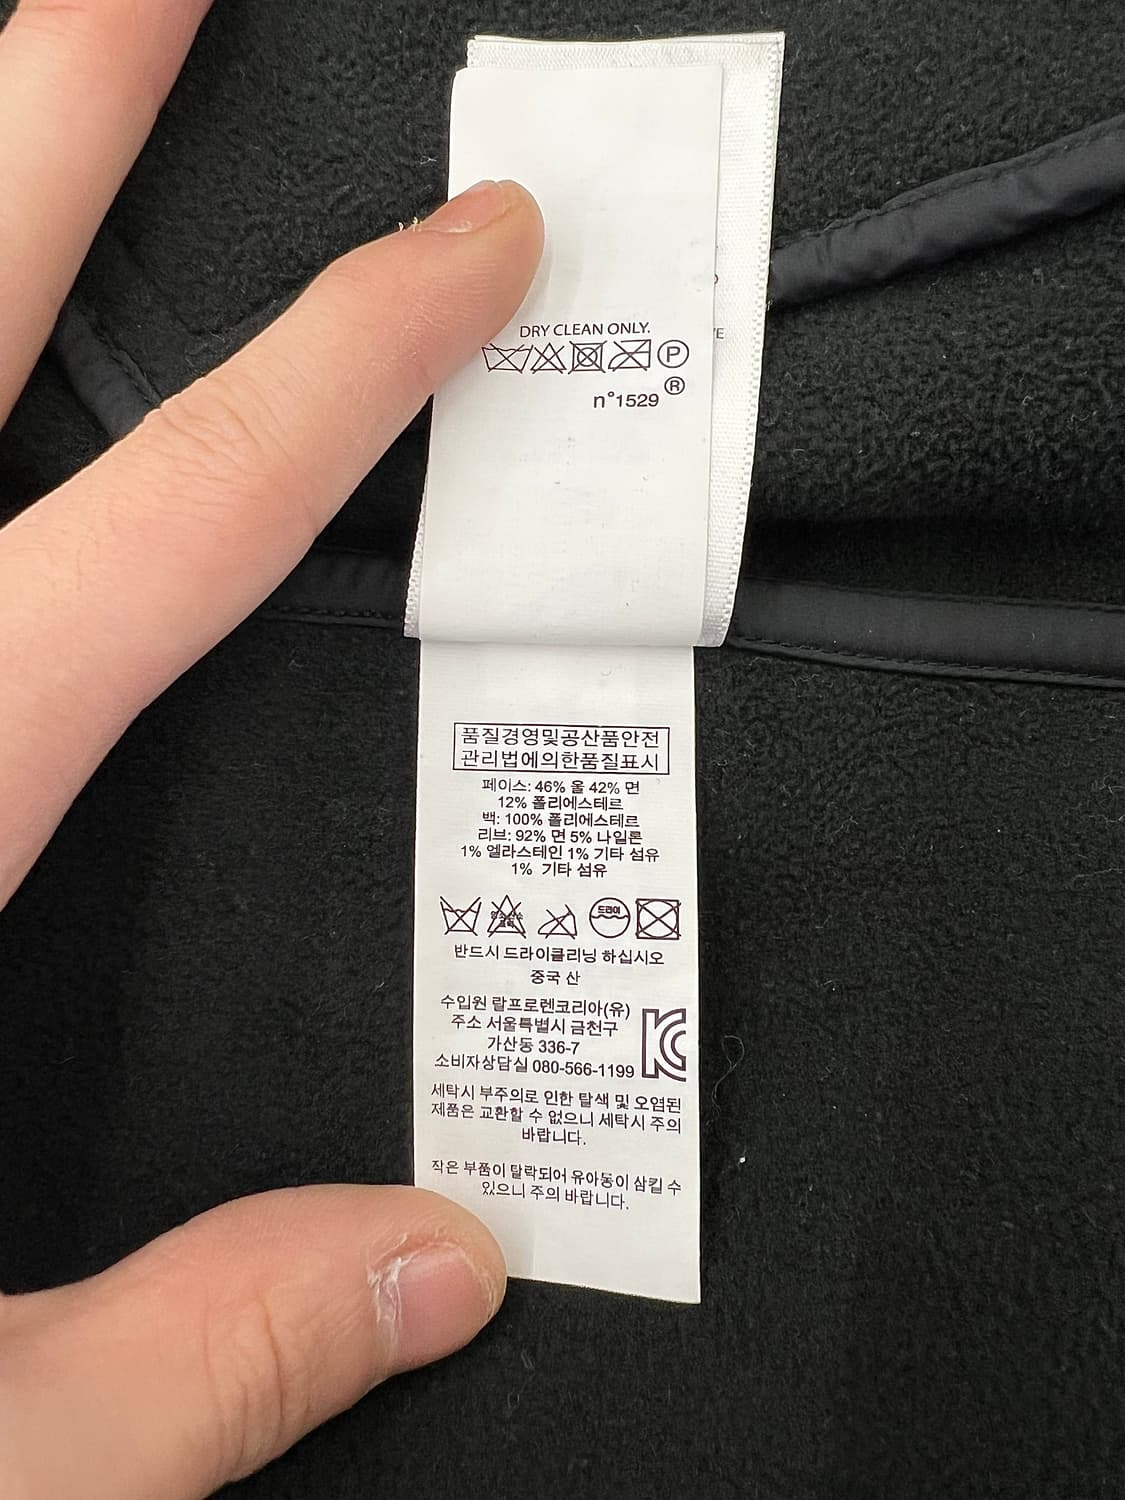 DRY CLEAN ONLY.
P
®
n°1529
품질경영및공산품안전
관리법에의한품질표시
페이스: 46% 울 42% 면
12% 폴리에스테르
백: 100% 폴리에스테르
리브: 92% 면 5% 나일론
1% 엘라스테인 1% 기타 섬유
1% 기타 섬유
드라이
반드시 드라이클리닝 하십시오
중국 산
수입원 랄프로렌코리아(유)
주소 서울특별시 금천구
가산동 336-7
소비자상담실 080-566-1199
세탁시 부주의로 인한 탈색 및 오염된
제품은 교환할 수 없으니 세탁시 주의
바랍니다.
작은 부품이 탈락되어 유아동이 삼킬 수
있으니 주의 바랍니다.